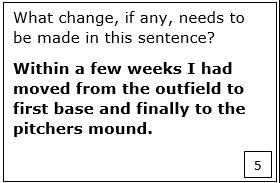 What change, if any, needs to
be made in this sentence?
Within a few weeks I had
moved from the outfield to
first base and finally to the
pitchers mound.
5